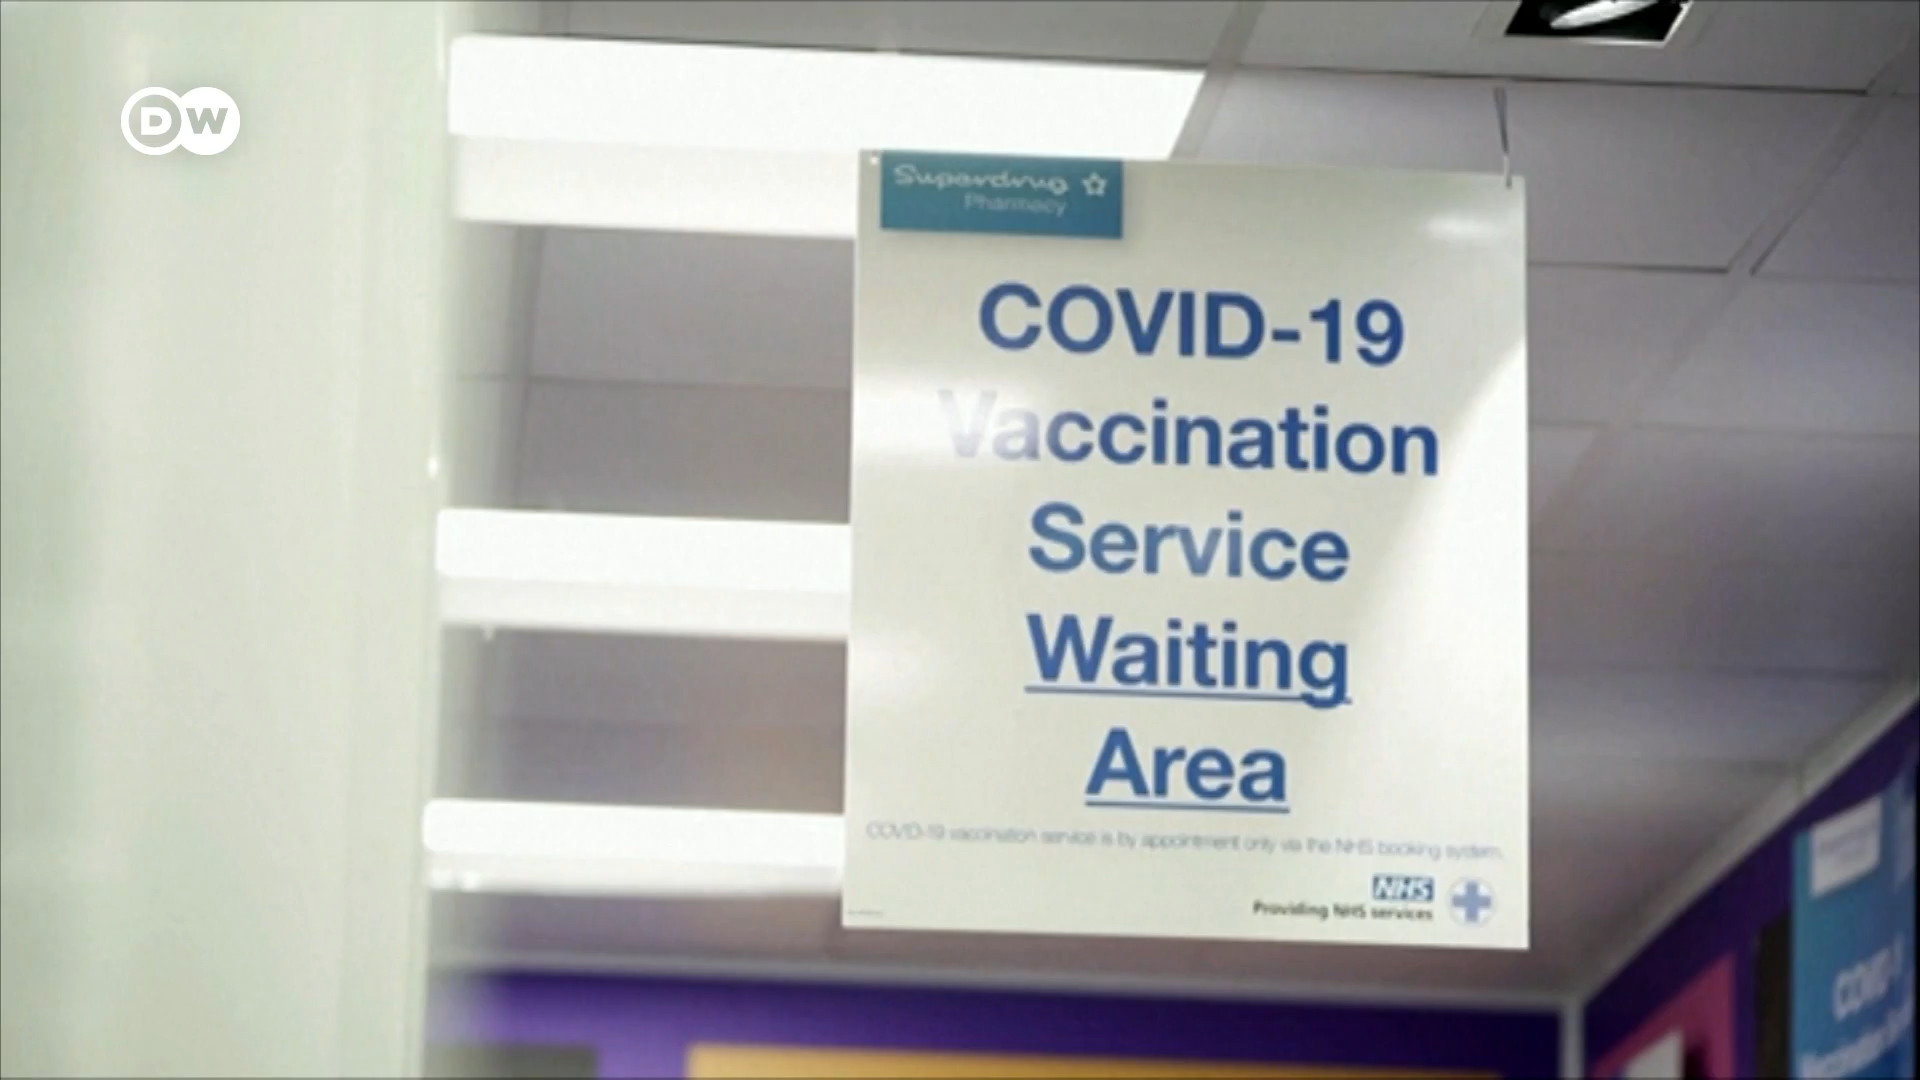 DW
Superdrug
Pharmacy
COVID-19
Vaccination
Service
Waiting
Area
COVID-19 vaccination service is by appointment only via the NHS booking system.
NHS
Providing NHS services